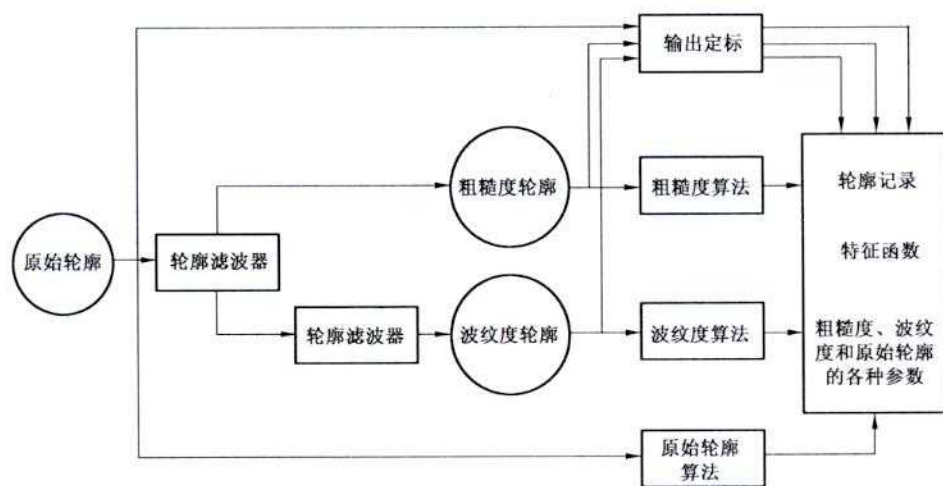 输出定标
粗糙度轮廓
粗糙度算法
轮廓记录
原始轮廓
轮廓滤波器
特征函数
轮廓滤波器
波纹度轮廓
波纹度算法
粗糙度、波纹
度和原始轮廓
的各种参数
原始轮廓
算法